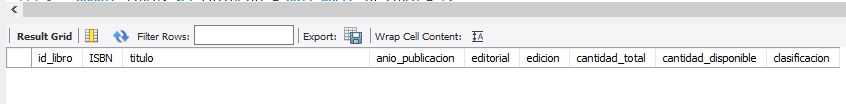 Result Grid Filter Rows: Export: Wrap Cell Content:
id_libro ISBN titulo anio_publicacion editorial edicion cantidad_total cantidad_disponible clasificacion